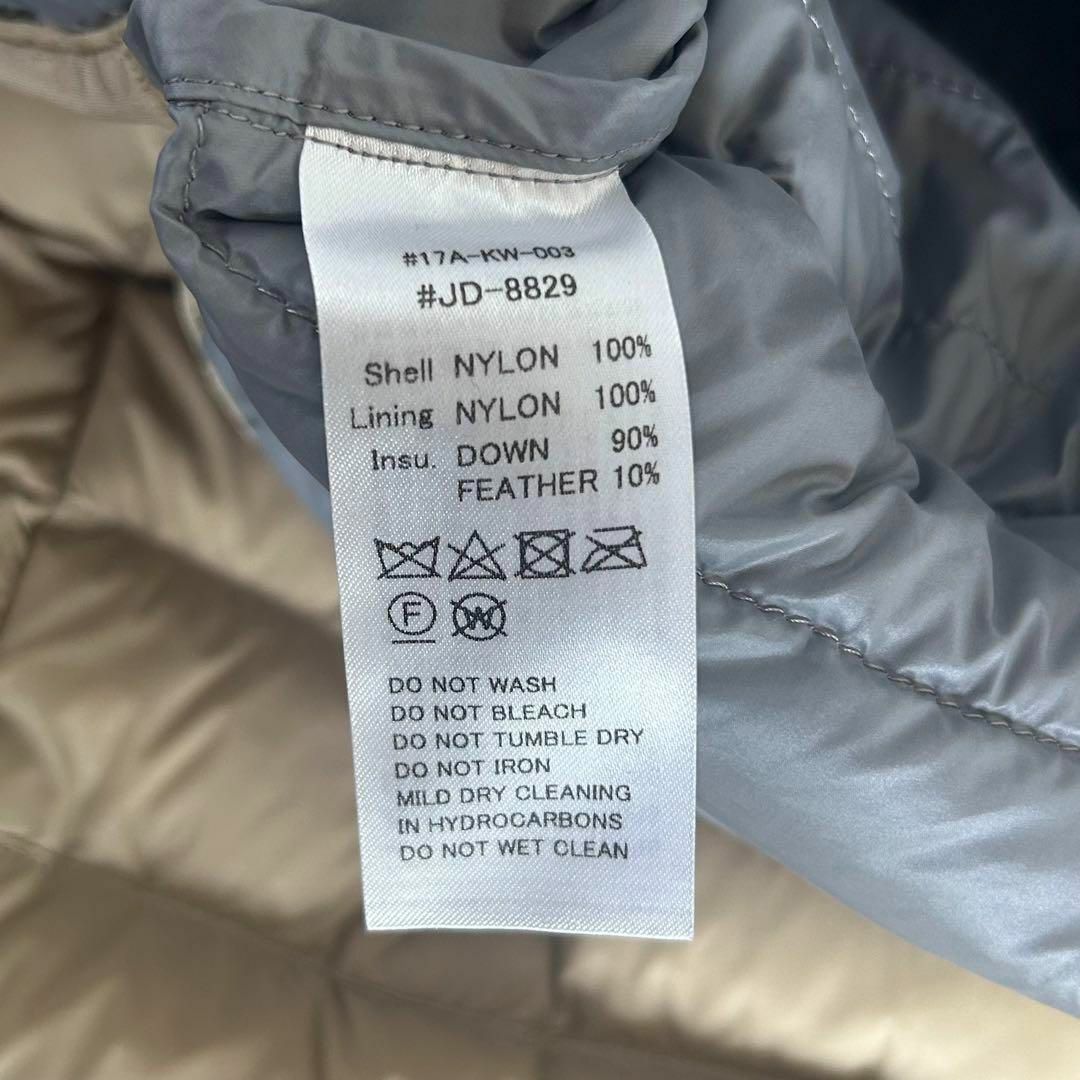 #17A-KW-003
#JD-8829
Shell NYLON 100%
Lining NYLON 100%
Insu. DOWN 90%
FEATHER 10%
F W
DO NOT WASH
DO NOT BLEACH
DO NOT TUMBLE DRY
DO NOT IRON
MILD DRY CLEANING
IN HYDROCARBONS
DO NOT WET CLEAN